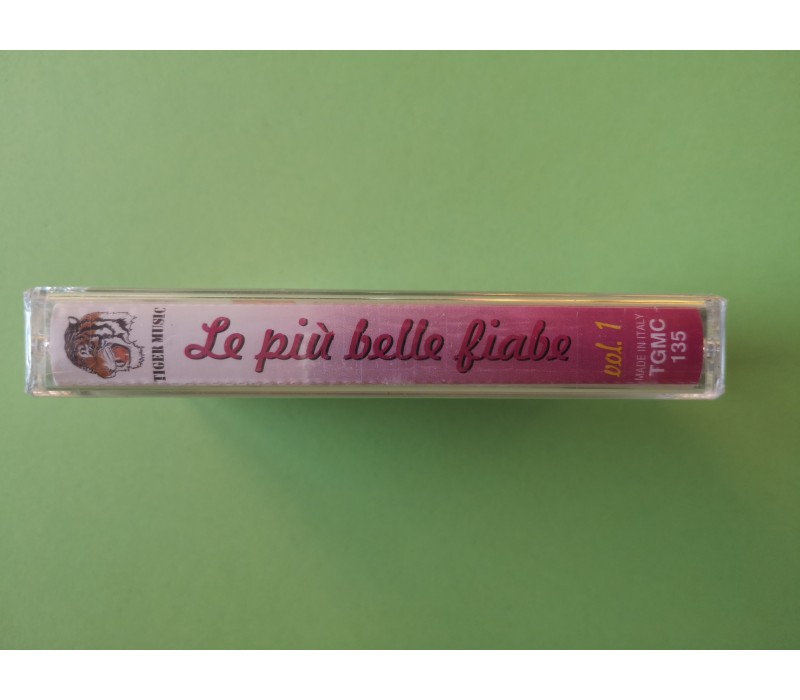 TIGER MUSIC
Le più belle fiabe
vol. 1
MADE IN ITALY
TGMC
135